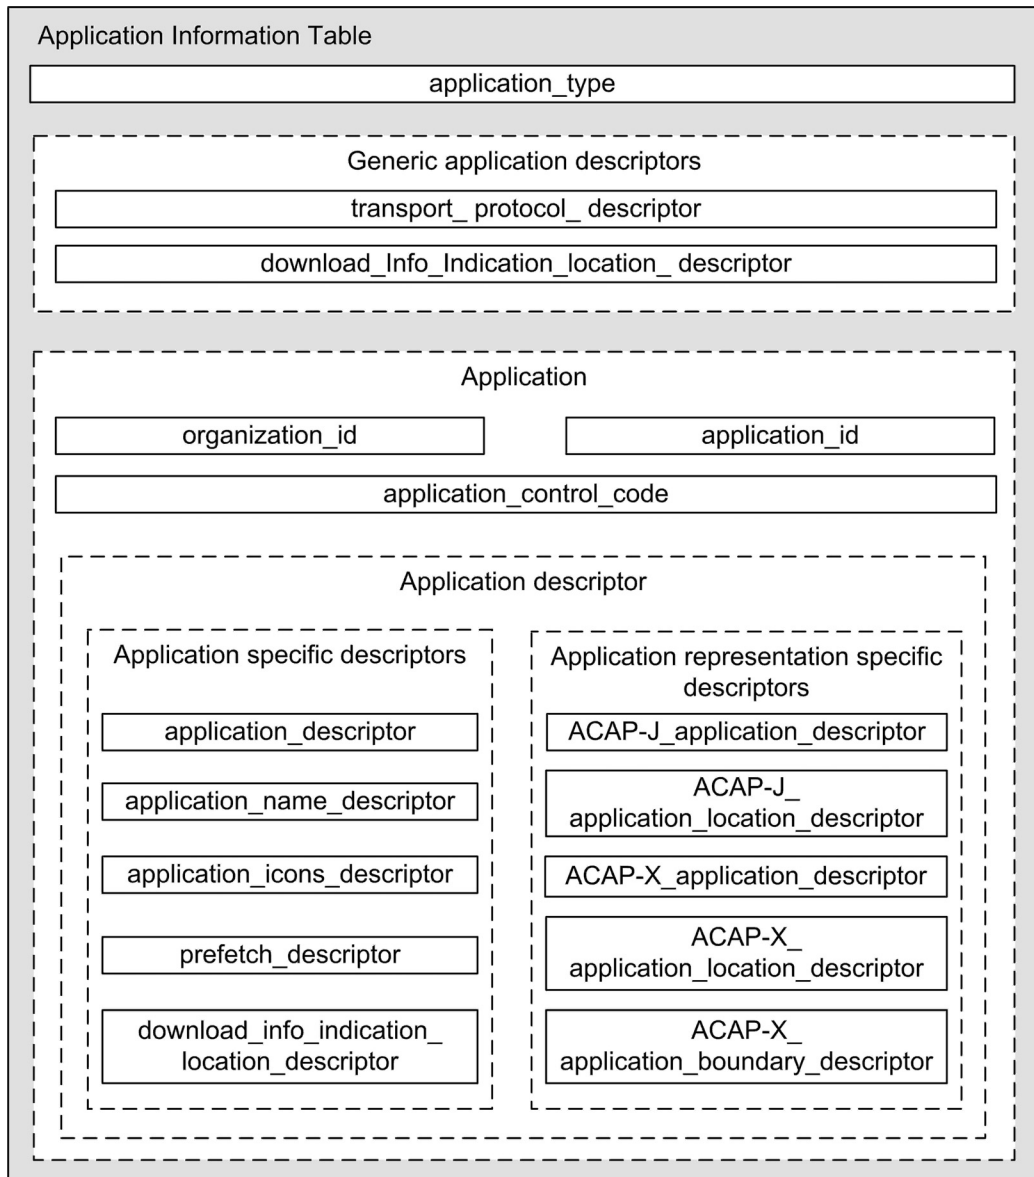 Application Information Table
application_type
Generic application descriptors
transport_ protocol_ descriptor
download_Info_Indication_location_ descriptor
Application
organization_id
application_id
application_control_code
Application descriptor
Application specific descriptors
application_descriptor
application_name_descriptor
application_icons_descriptor
prefetch_descriptor
download_info_indication_
location_descriptor
Application representation specific
descriptors
ACAP-J_application_descriptor
ACAP-J_
application_location_descriptor
ACAP-X_application_descriptor
ACAP-X_
application_location_descriptor
ACAP-X_
application_boundary_descriptor